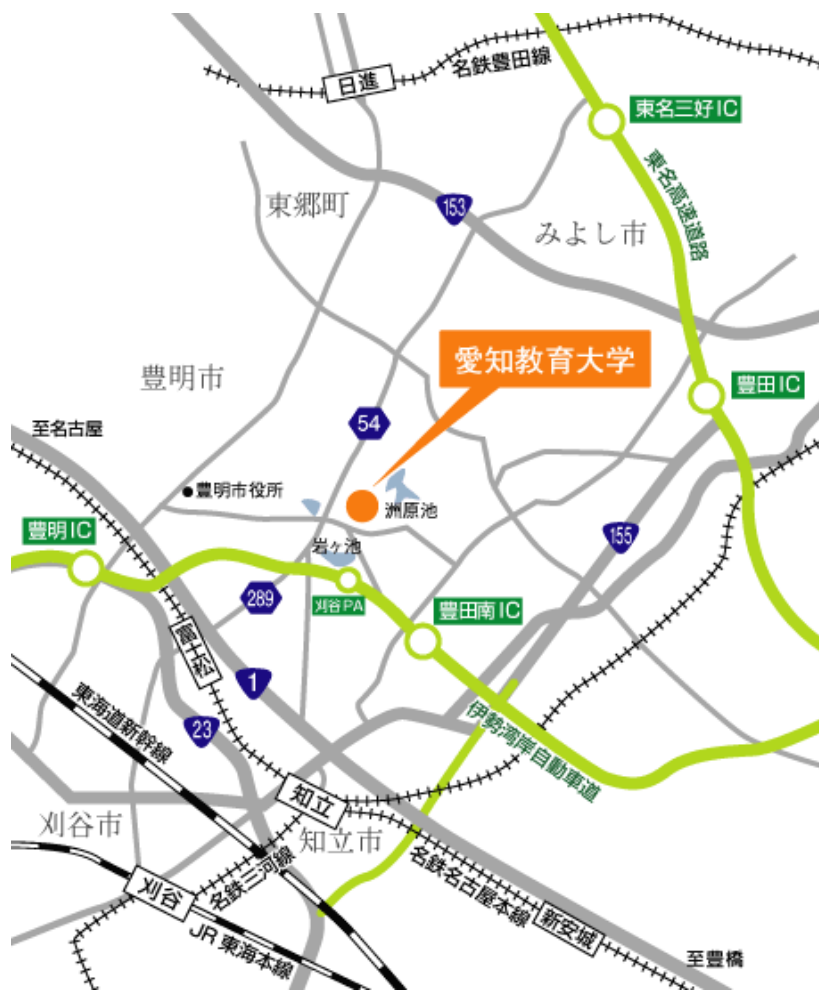 名鉄豊田線
日進
東名三好IC
東名高速道路
東郷町
153
みよし市
愛知教育大学
豊田IC
豊明市
54
至名古屋
豊明市役所
洲原池
豊明IC
岩ヶ池
155
289
刈谷PA
豊田南IC
富士松
1
23
東海道新幹線
伊勢湾岸自動車道
知立
刈谷市
知立市
名鉄三河線
名鉄名古屋本線
刈谷
JR東海本線
新安城
至豊橋